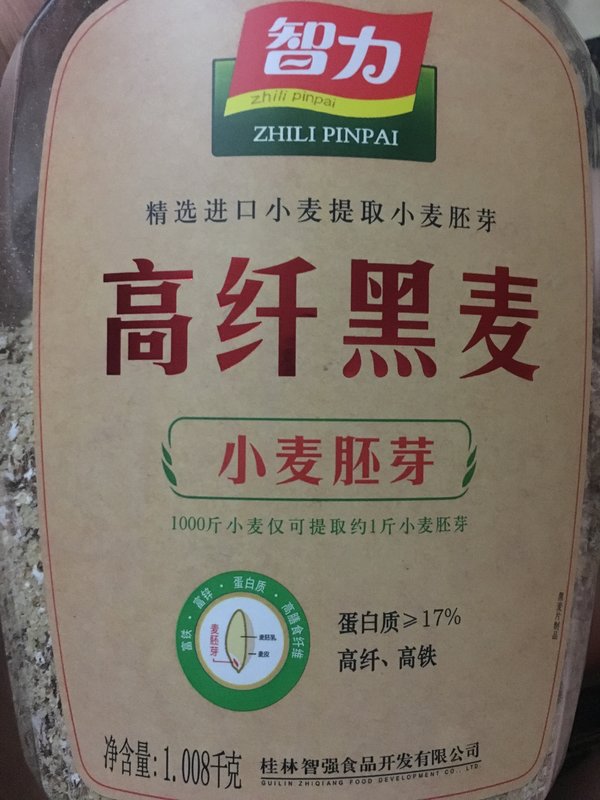 智力
zhili pinpai
ZHILI PINPAI
精选进口小麦提取小麦胚芽
高纤黑麦
小麦胚芽
1000斤小麦仅可提取约1斤小麦胚芽
富铁·富锌·蛋白质·高膳食纤维
麦胚芽
麦胚乳
麦皮
蛋白质≥17%
高纤、高铁
净含量:1.008千克
桂林智强食品开发有限公司
GUILIN ZHIQIANG FOOD DEVELOPMENT CO., LTD.